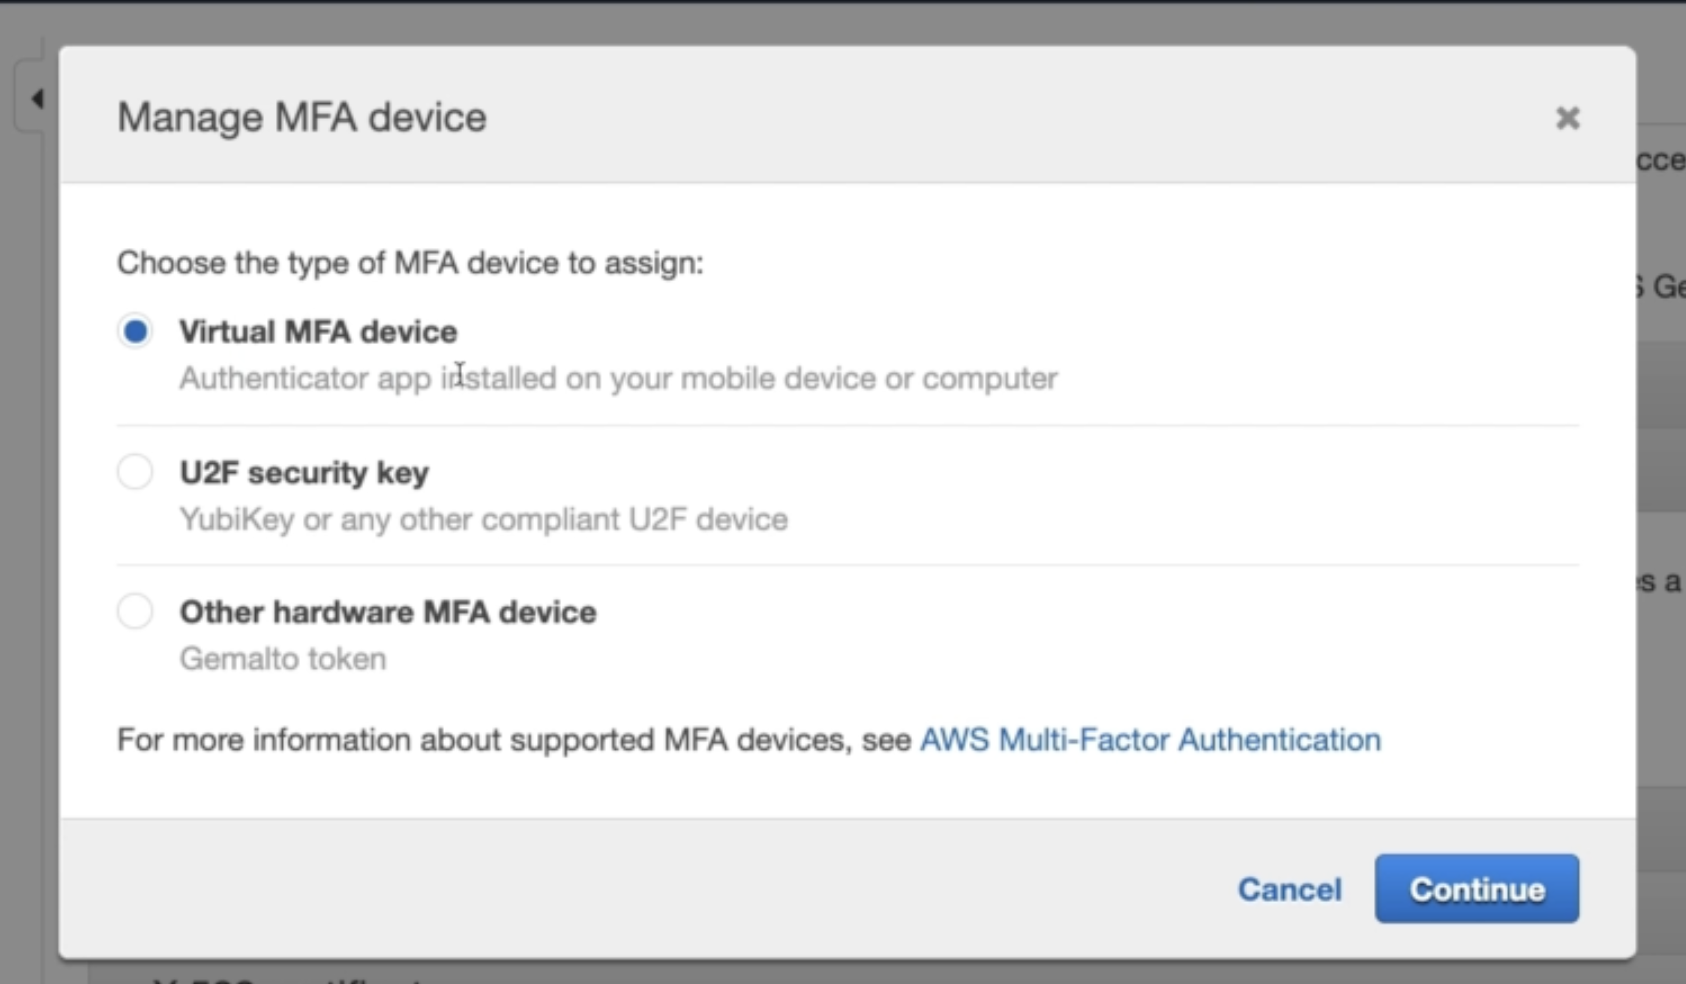 Manage MFA device
Choose the type of MFA device to assign:
Virtual MFA device
Authenticator app installed on your mobile device or computer
U2F security key
YubiKey or any other compliant U2F device
Other hardware MFA device
Gemalto token
For more information about supported MFA devices, see AWS Multi-Factor Authentication
Cancel Continue